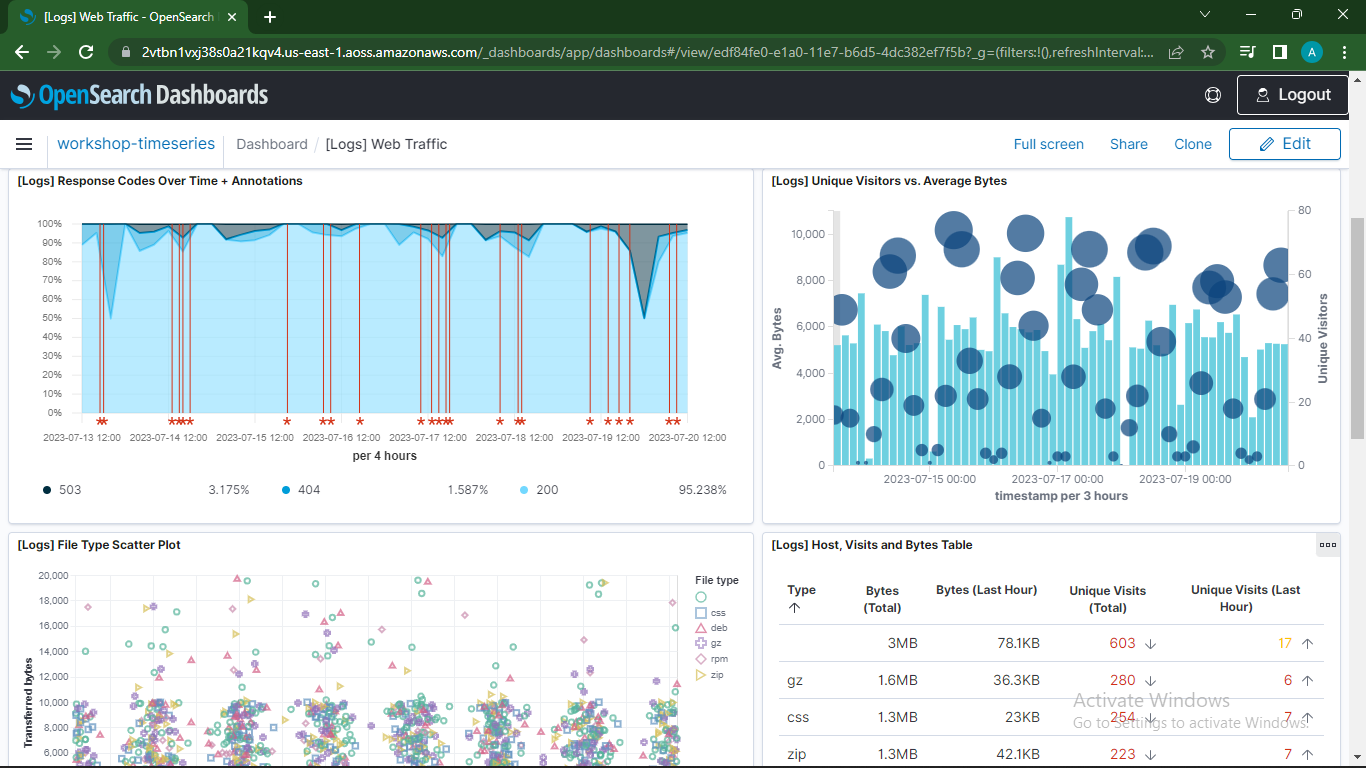 [Logs] Web Traffic - OpenSearch
2vtbn1vxj38s0a21kqv4.us-east-1.aoss.amazonaws.com/_dashboards/app/dashboards#/view/edf84fe0-e1a0-11e7-b6d5-4dc382ef7f5b?_g=(filters:!(),refreshInterval:...
A
OpenSearch Dashboards
Logout
workshop-timeseries
Dashboard / [Logs] Web Traffic
Full screen
Share
Clone
Edit
[Logs] Response Codes Over Time + Annotations
100%
90%
80%
70%
60%
50%
40%
30%
20%
10%
0%
2023-07-13 12:00 2023-07-14 12:00 2023-07-15 12:00 2023-07-16 12:00 2023-07-17 12:00 2023-07-18 12:00 2023-07-19 12:00 2023-07-20 12:00
per 4 hours
503 3.175% 404 1.587% 200 95.238%
[Logs] Unique Visitors vs. Average Bytes
10,000
8,000
6,000
4,000
2,000
0
Avg. Bytes
80
60
40
20
0
Unique Visitors
2023-07-15 00:00 2023-07-17 00:00 2023-07-19 00:00
timestamp per 3 hours
[Logs] File Type Scatter Plot
20,000
18,000
16,000
14,000
12,000
10,000
8,000
6,000
Transferred bytes
File type
css
deb
gz
rpm
zip
[Logs] Host, Visits and Bytes Table
Type Bytes (Total) Bytes (Last Hour) Unique Visits (Total) Unique Visits (Last Hour)
3MB 78.1KB 603 17
gz 1.6MB 36.3KB 280 6
css 1.3MB 23KB 254 7
zip 1.3MB 42.1KB 223 7
Activate Windows
Go to Settings to activate Windows.